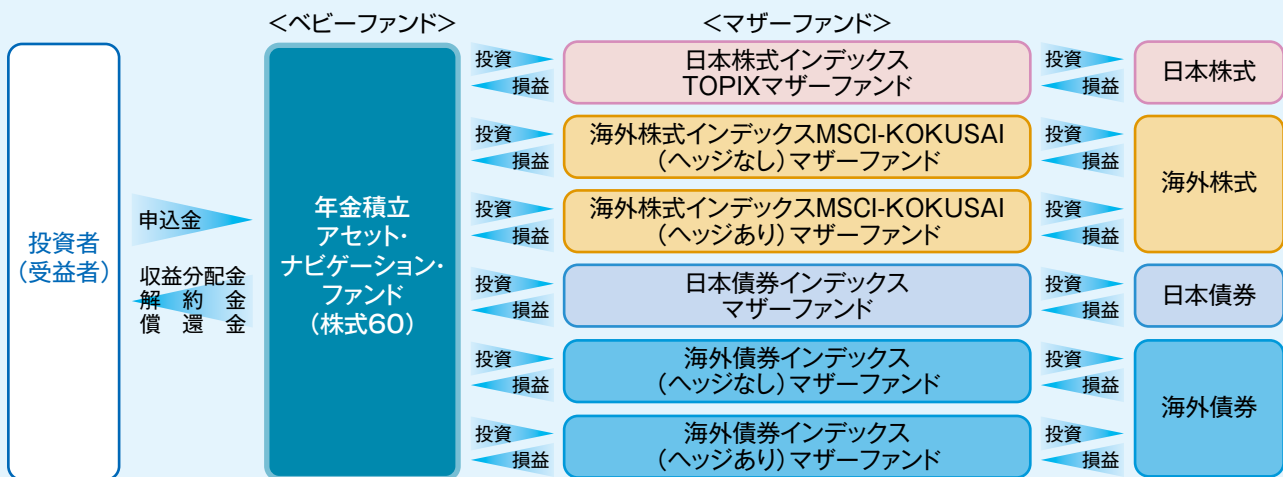 <ベビーファンド>
<マザーファンド>
投資者
(受益者)
申込金
収益分配金
解約金
償還金
年金積立
アセット・
ナビゲーション・
ファンド
(株式60)
投資
損益
日本株式インデックス
TOPIXマザーファンド
投資
損益
日本株式
投資
損益
海外株式インデックスMSCI-KOKUSAI
(ヘッジなし)マザーファンド
投資
損益
投資
損益
海外株式インデックスMSCI-KOKUSAI
(ヘッジあり)マザーファンド
投資
損益
海外株式
投資
損益
日本債券インデックス
マザーファンド
投資
損益
日本債券
投資
損益
海外債券インデックス
(ヘッジなし)マザーファンド
投資
損益
投資
損益
海外債券インデックス
(ヘッジあり)マザーファンド
投資
損益
海外債券